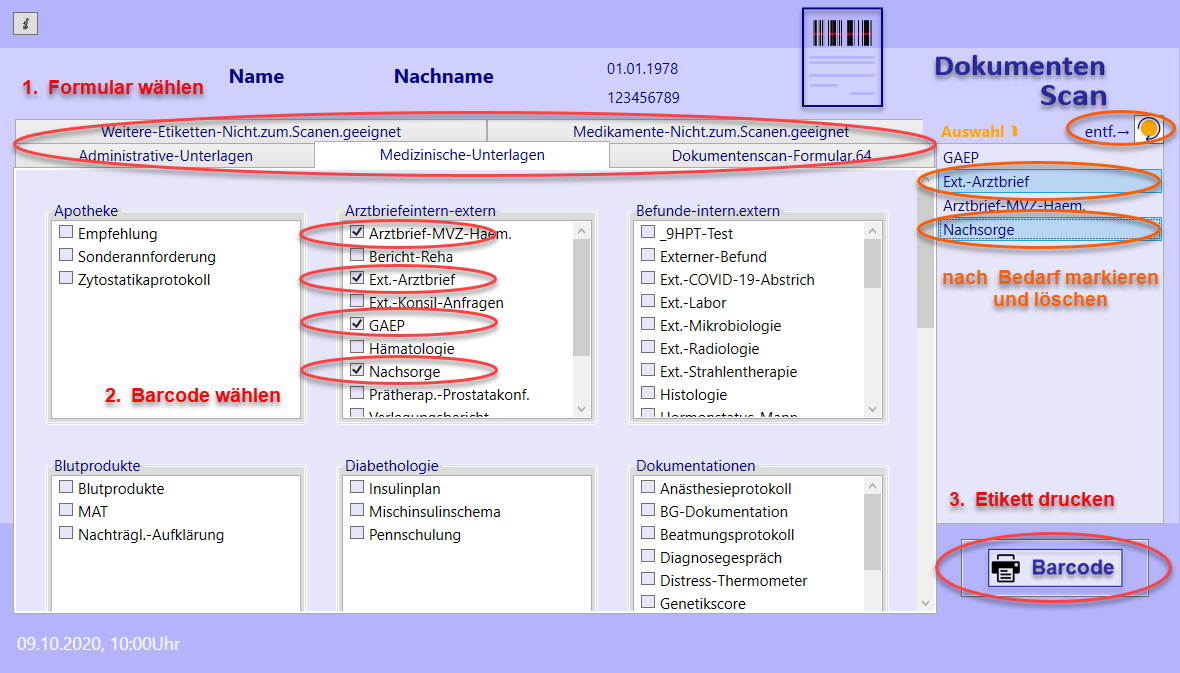 i
Name
Nachname
01.01.1978
123456789
Dokumenten
Scan
1. Formular wählen
Weitere-Etiketten-Nicht.zum.Scanen.geeignet
Medikamente-Nicht.zum.Scanen.geeignet
Administrative-Unterlagen
Medizinische-Unterlagen
Dokumentenscan-Formular.64
Auswahl
entf.→
GAEP
Ext.-Arztbrief
Arztbrief-MVZ-Haem.
Nachsorge
nach Bedarf markieren
und löschen
Apotheke
Empfehlung
Sonderannforderung
Zytostatikaprotokoll
2. Barcode wählen
Arztbriefeintern-extern
Arztbrief-MVZ-Haem.
Bericht-Reha
Ext.-Arztbrief
Ext.-Konsil-Anfragen
GAEP
Hämatologie
Nachsorge
Prätherap.-Prostatakonf.
Verlegungsbericht
Befunde-intern.extern
_9HPT-Test
Externer-Befund
Ext.-COVID-19-Abstrich
Ext.-Labor
Ext.-Mikrobiologie
Ext.-Radiologie
Ext.-Strahlentherapie
Histologie
Hormonstatus-Mann
Blutprodukte
Blutprodukte
MAT
Nachträgl.-Aufklärung
Diabethologie
Insulinplan
Mischinsulinschema
Pennschulung
Dokumentationen
Anästhesieprotokoll
BG-Dokumentation
Beatmungsprotokoll
Diagnosegespräch
Distress-Thermometer
Genetikscore
3. Etikett drucken
Barcode
09.10.2020, 10:00Uhr